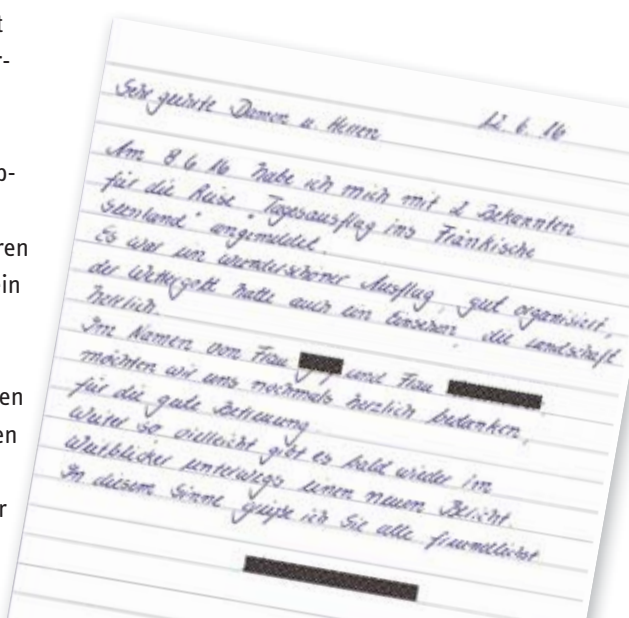 t
r-
p-
ren
in
en
en
r
Sehr geehrte Damen u. Herren 12. 6. 16
Am 8 6 16 habe ich mich mit 2 Bekannten
für die Reise "Tagesausflug ins Fränkische
Seenland" angemeldet.
Es war ein wunderschöner Ausflug, gut organisiert,
der Wettergott hatte auch ein Einsehen, die Landschaft
herrlich.
Im Namen von Frau und Frau
möchten wir uns nochmals herzlich bedanken,
für die gute Betreuung.
Weiter so vielleicht gibt es bald wieder im
Weitblicker unterwegs einen neuen Bericht.
In diesem Sinne grüße ich Sie alle freundlichst